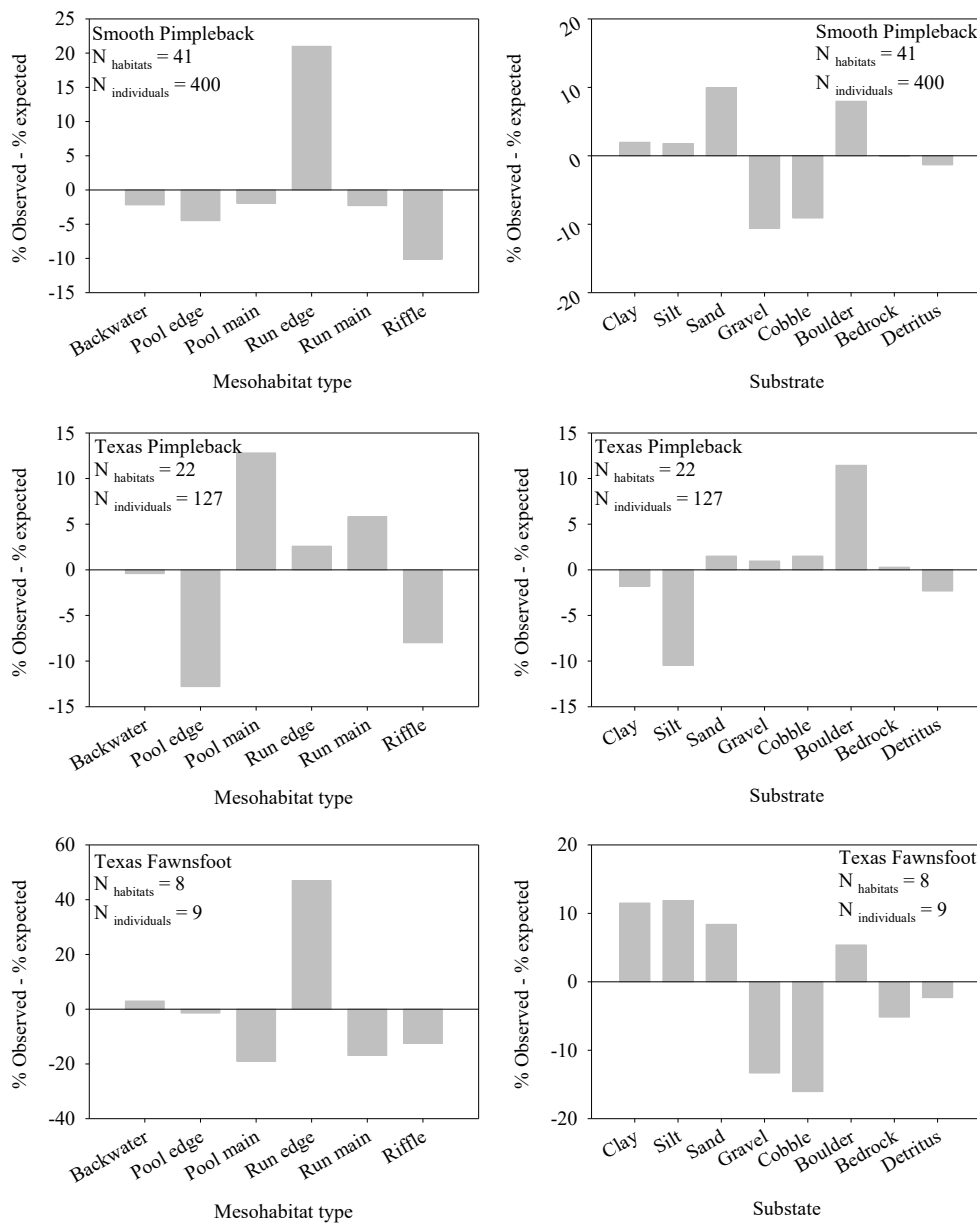 Smooth Pimpleback
N habitats = 41
N individuals = 400
% Observed - % expected
25
20
15
10
5
0
-5
-10
-15
Backwater
Pool edge
Pool main
Run edge
Run main
Riffle
Mesohabitat type
Smooth Pimpleback
N habitats = 41
N individuals = 400
% Observed - % expected
20
10
0
-10
-20
Clay
Silt
Sand
Gravel
Cobble
Boulder
Bedrock
Detritus
Substrate
Texas Pimpleback
N habitats = 22
N individuals = 127
% Observed - % expected
15
10
5
0
-5
-10
-15
Backwater
Pool edge
Pool main
Run edge
Run main
Riffle
Mesohabitat type
Texas Pimpleback
N habitats = 22
N individuals = 127
% Observed - % expected
15
10
5
0
-5
-10
-15
Clay
Silt
Sand
Gravel
Cobble
Boulder
Bedrock
Detritus
Substrate
Texas Fawnsfoot
N habitats = 8
N individuals = 9
% Observed - % expected
60
40
20
0
-20
-40
Backwater
Pool edge
Pool main
Run edge
Run main
Riffle
Mesohabitat type
Texas Fawnsfoot
N habitats = 8
N individuals = 9
% Observed - % expected
20
10
0
-10
-20
Clay
Silt
Sand
Gravel
Cobble
Boulder
Bedrock
Detritus
Substate